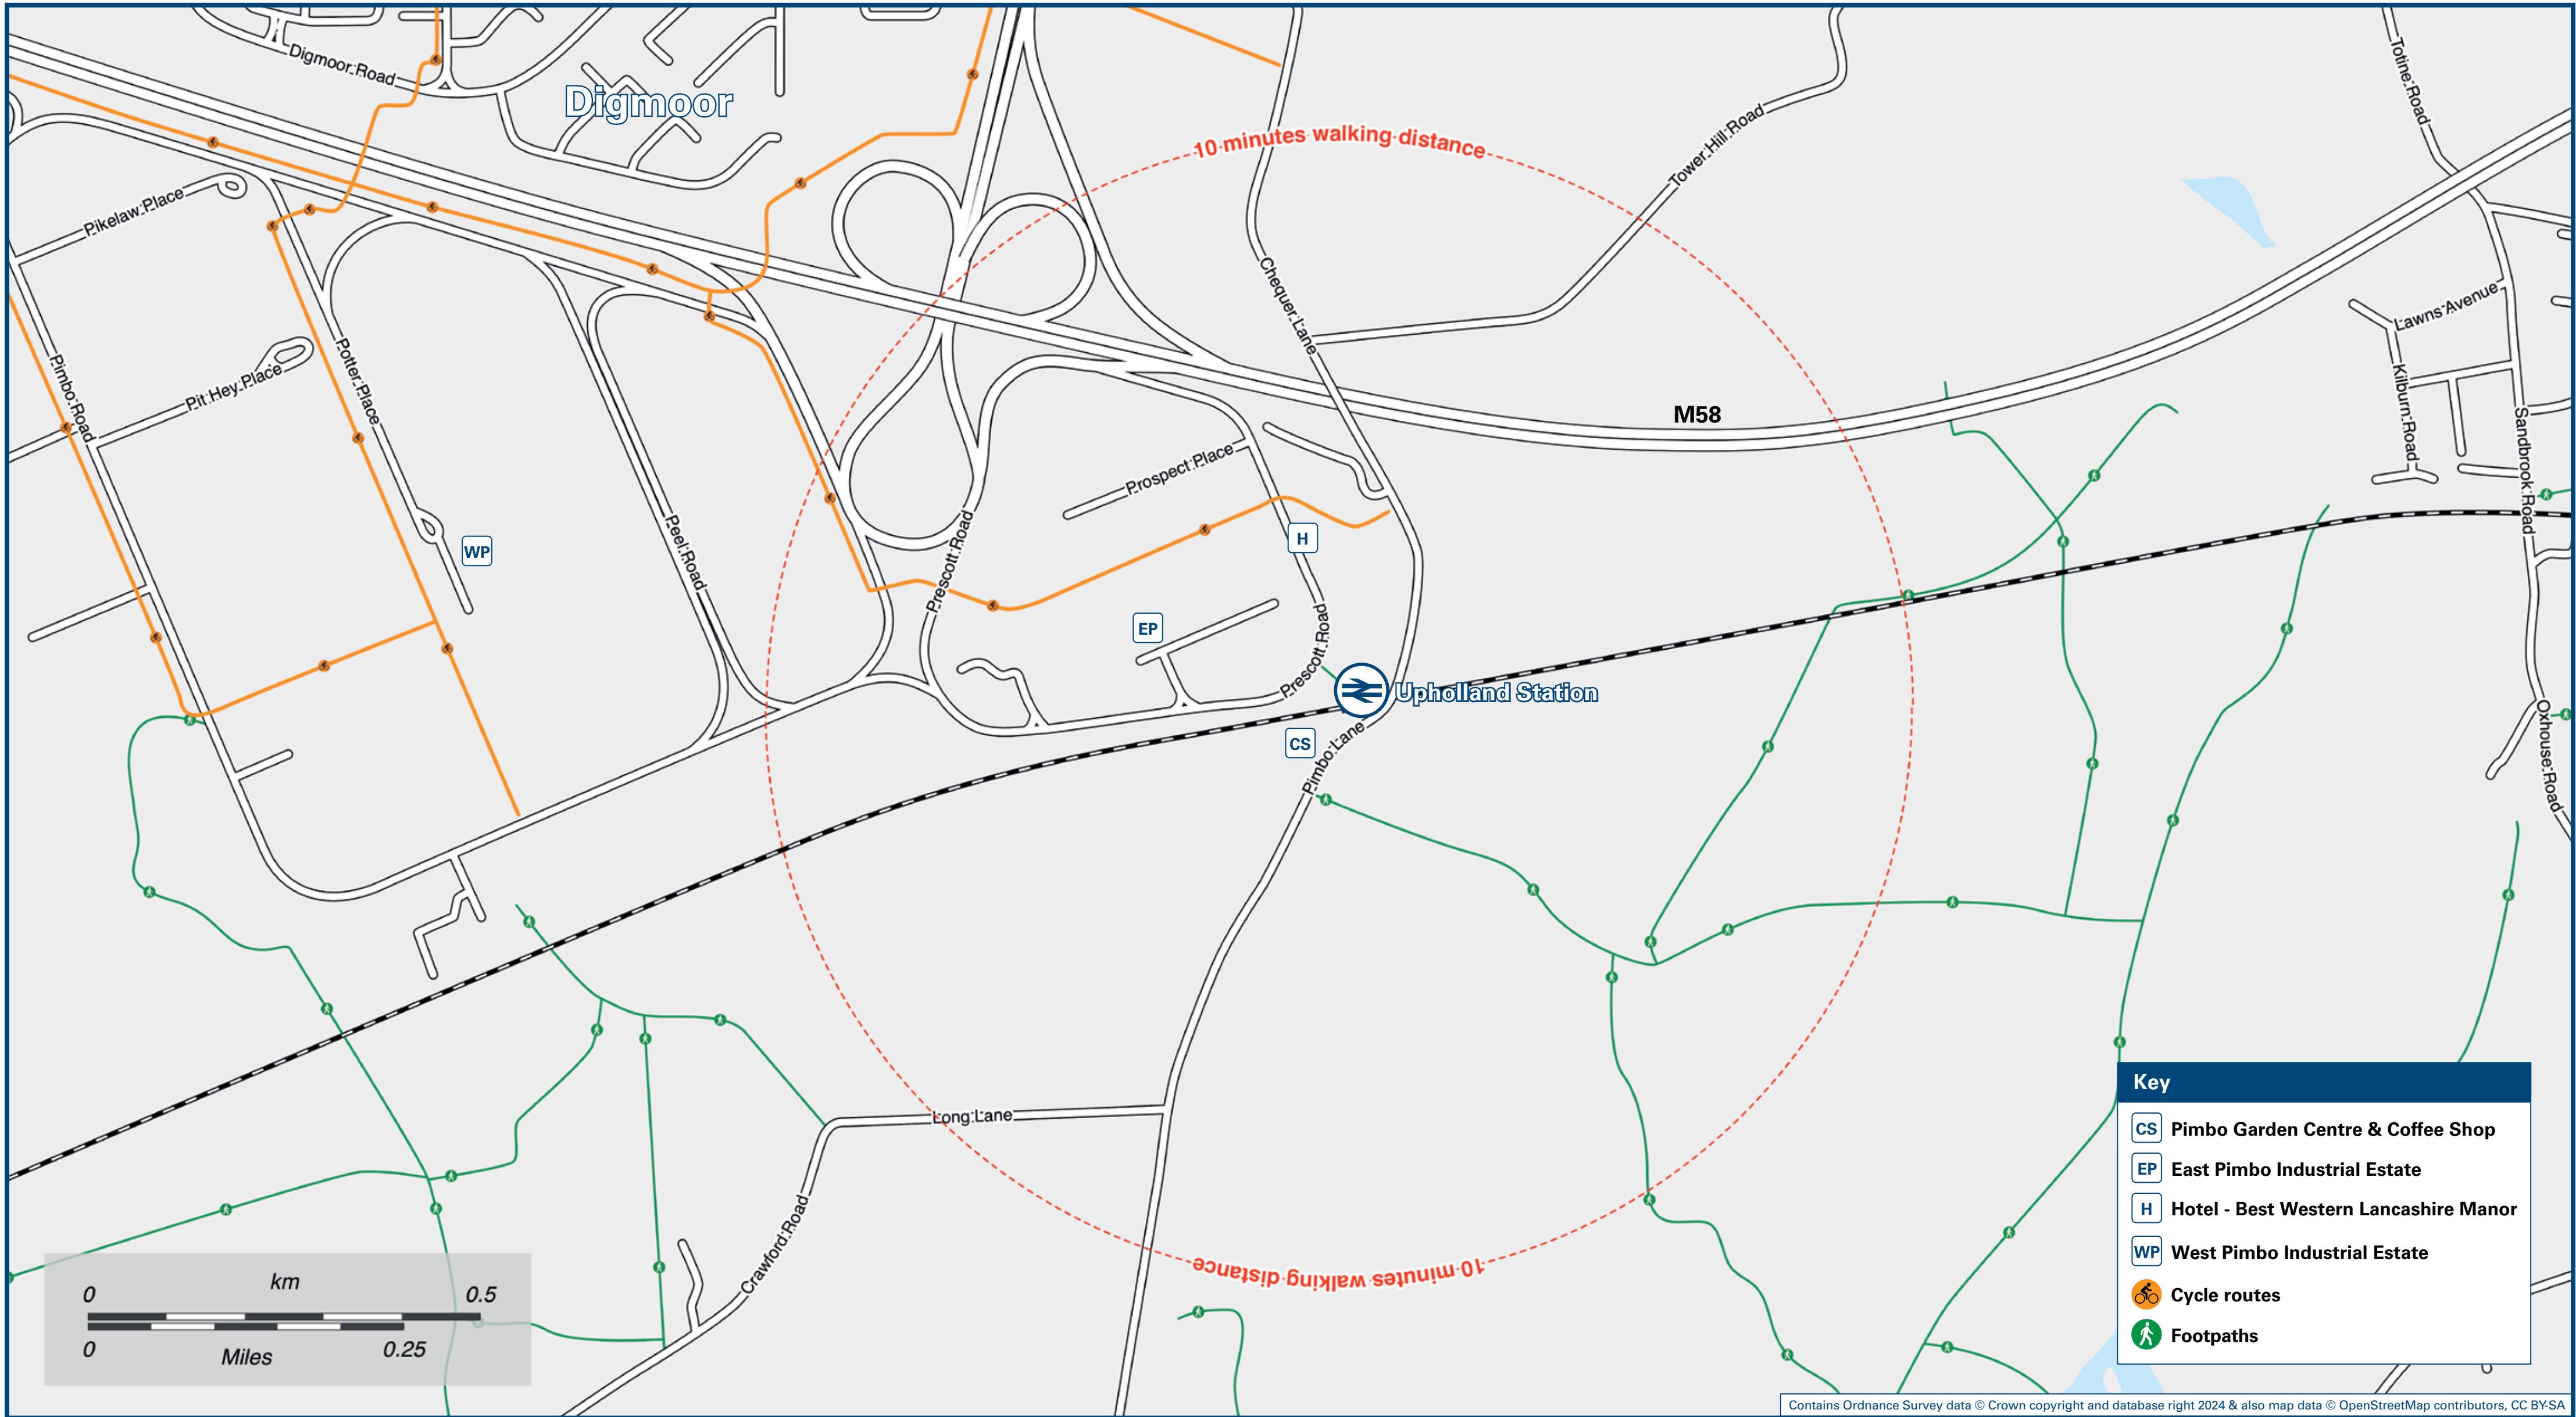 Digmoor Road
Digmoor
10 minutes walking distance
Totine Road
Tower Hill Road
Pikelaw Place
Chequer Lane
Lawns Avenue
Pimbo Road
Pit Hey Place
Potter Place
M58
Kilburn Road
Sandbrook Road
Prospect Place
Peel Road
Prescott Road
H
WP
EP
Prescott Road
Prescott Road
Upholland Station
CS
Pimbo Lane
Oxhouse Road
Long Lane
Crawford Road
10 minutes walking distance
km
0 0.5
0 0.25
Miles
Key
CS Pimbo Garden Centre & Coffee Shop
EP East Pimbo Industrial Estate
H Hotel - Best Western Lancashire Manor
WP West Pimbo Industrial Estate
Cycle routes
Footpaths
Contains Ordnance Survey data © Crown copyright and database right 2024 & also map data © OpenStreetMap contributors, CC BY-SA